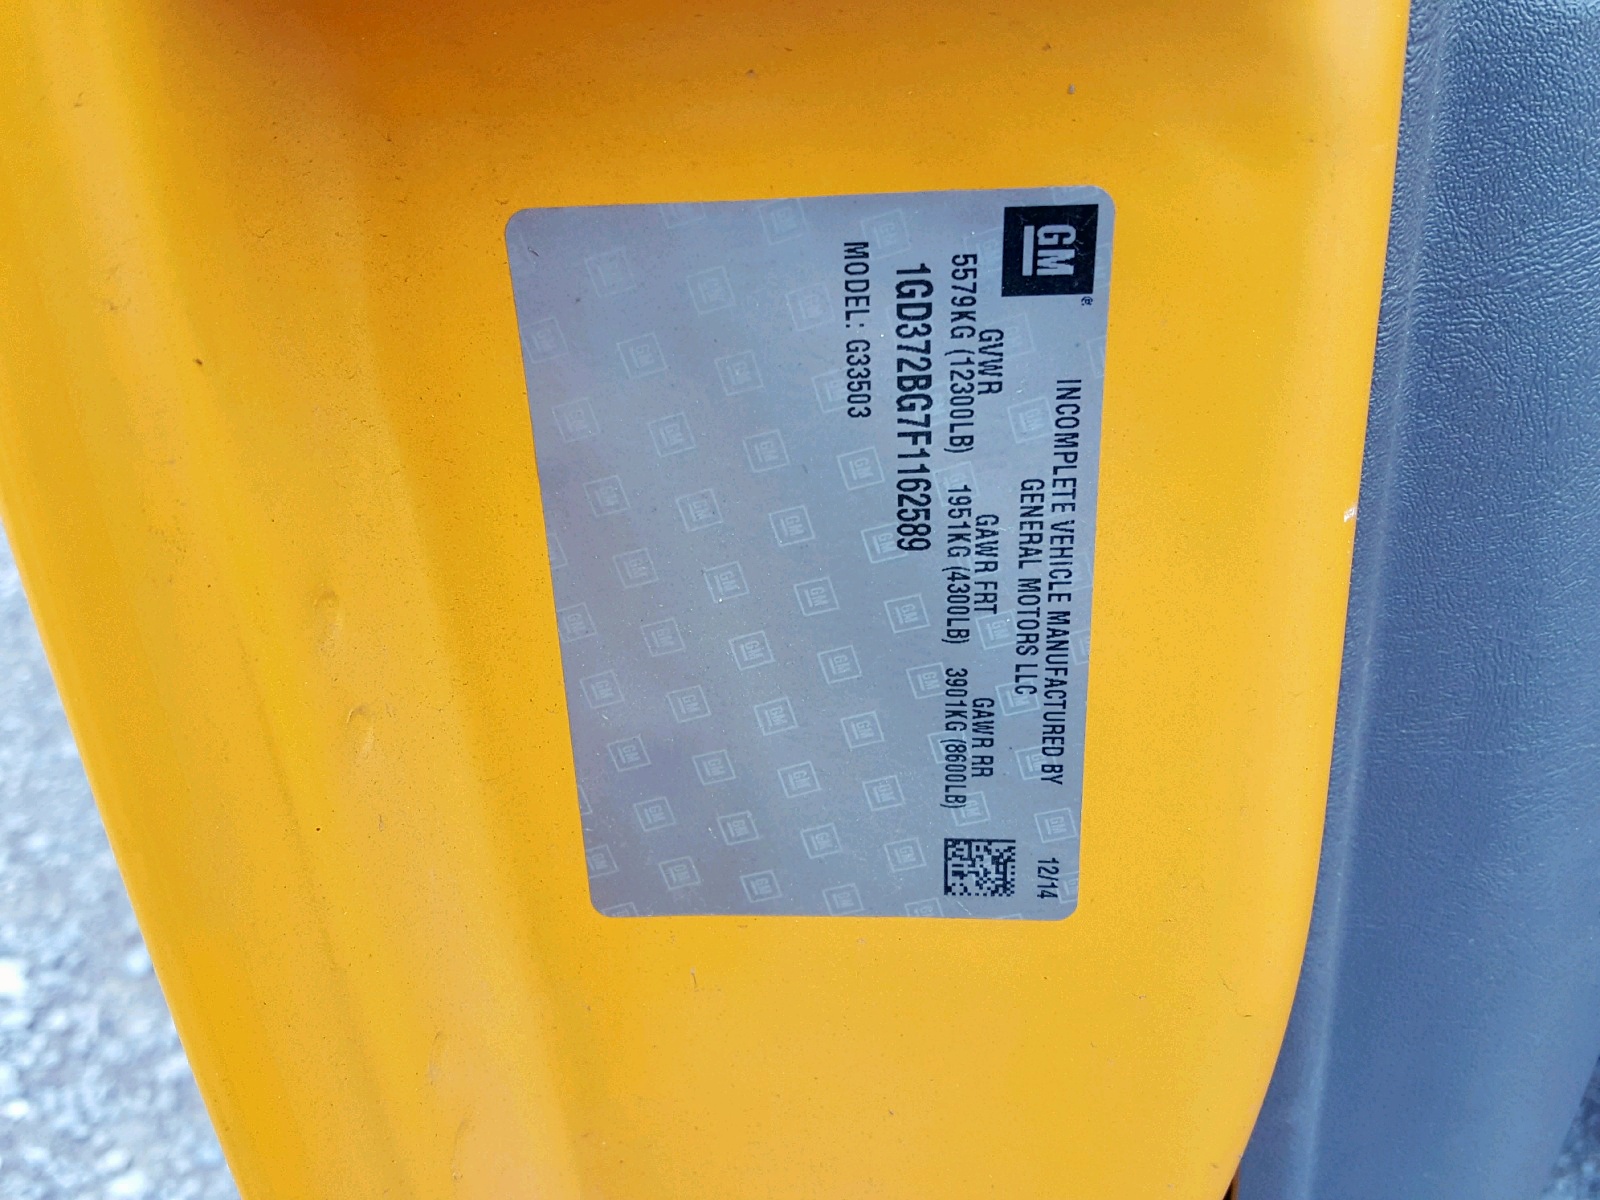 GM ®
INCOMPLETE VEHICLE MANUFACTURED BY 12/14
GENERAL MOTORS LLC
GVWR GAWR FRT GAWR RR
5579KG (12300LB) 1951KG (4300LB) 3901KG (8600LB)
1GD372BG7F1162589
MODEL: G33503